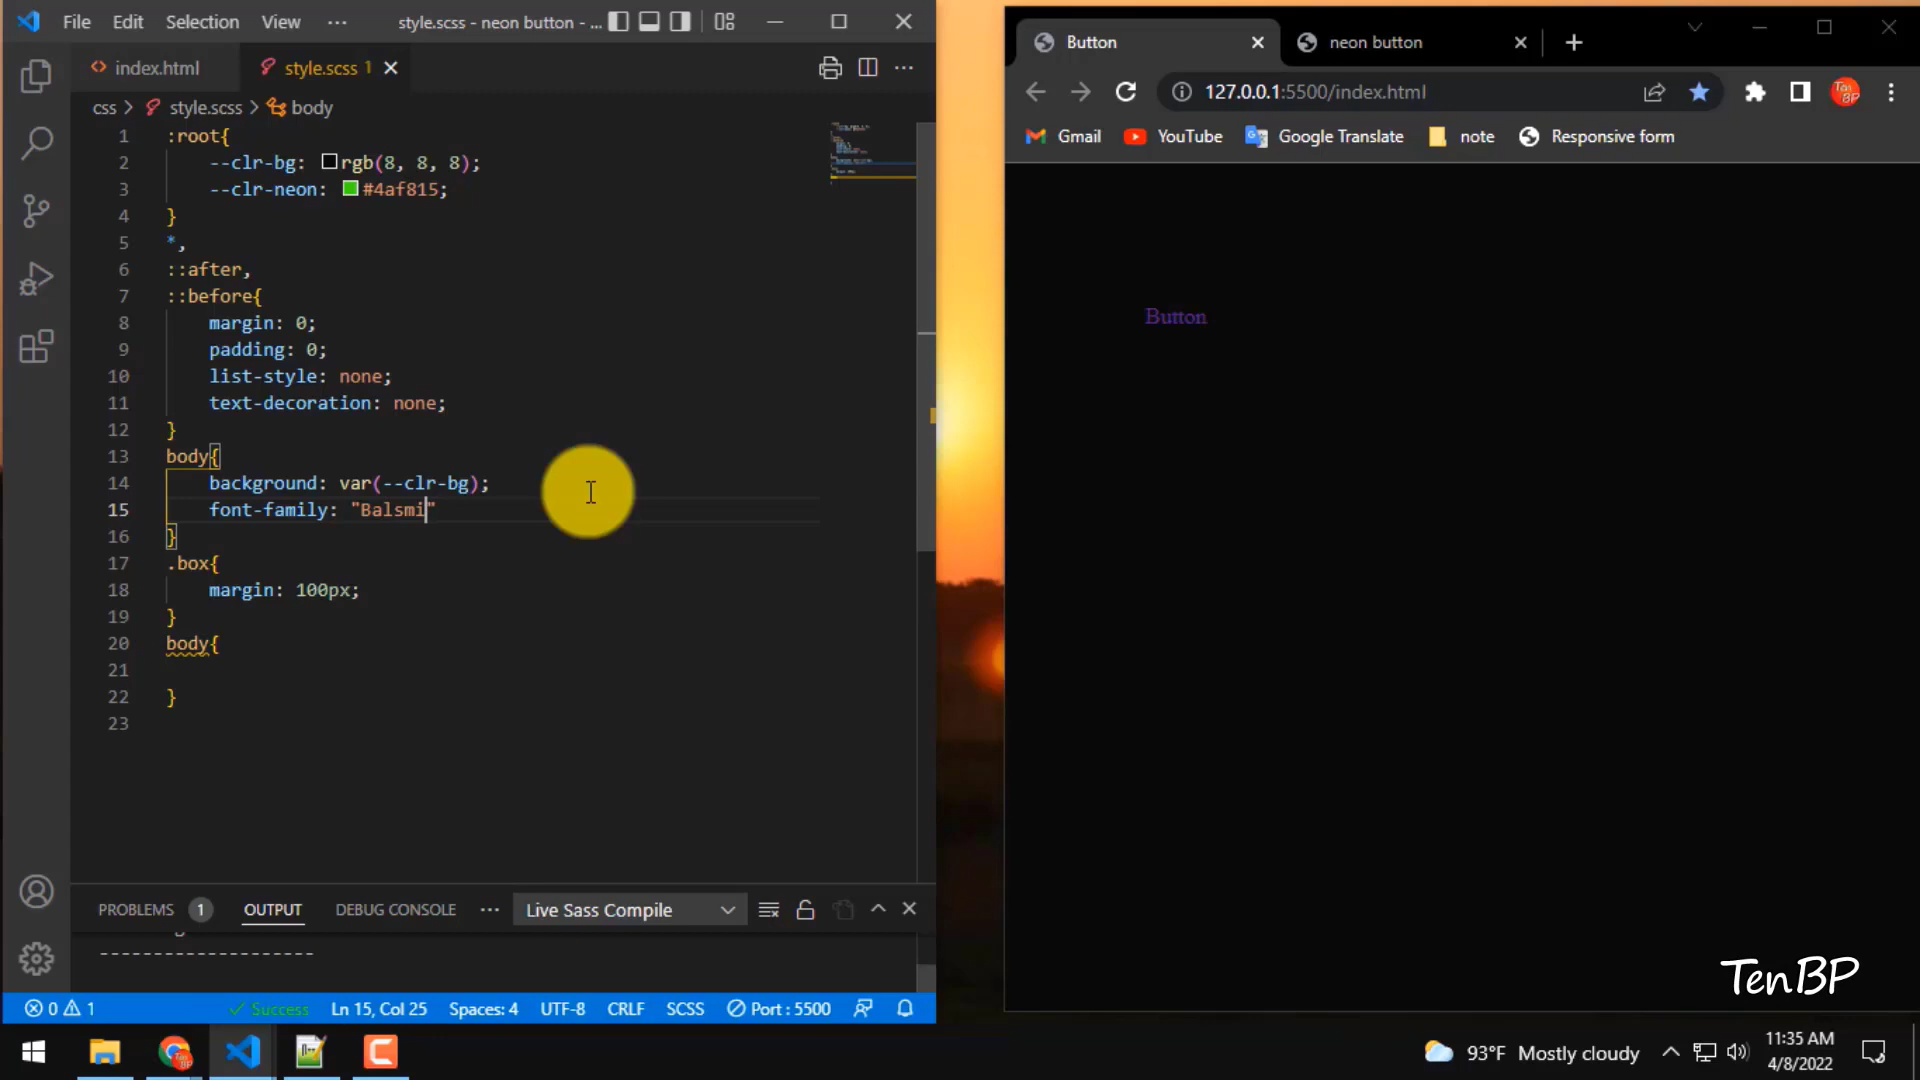 File Edit Selection View ··· style.scss - neon button - ...
index.html style.scss 1
css > style.scss > body
1 :root{
2 --clr-bg: rgb(8, 8, 8);
3 --clr-neon: #4af815;
4 }
5 *,
6 ::after,
7 ::before{
8 margin: 0;
9 padding: 0;
10 list-style: none;
11 text-decoration: none;
12 }
13 body{
14 background: var(--clr-bg);
15 font-family: "Balsmi"
16 }
17 .box{
18 margin: 100px;
19 }
20 body{
21
22 }
23
PROBLEMS 1 OUTPUT DEBUG CONSOLE ··· Live Sass Compile
--------------------
0 1 Success Ln 15, Col 25 Spaces: 4 UTF-8 CRLF SCSS Port : 5500
Button neon button
127.0.0.1:5500/index.html
Gmail YouTube Google Translate note Responsive form
Button
TenBP
93°F Mostly cloudy 11:35 AM
4/8/2022